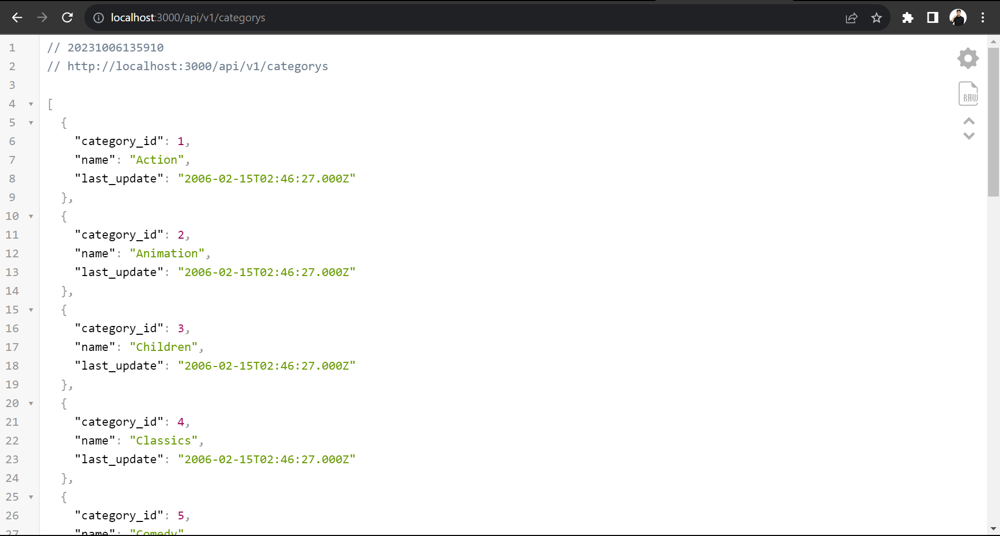 localhost:3000/api/v1/categorys
1 // 20231006135910
2 // http://localhost:3000/api/v1/categorys
3
4 [
5 {
6 "category_id": 1,
7 "name": "Action",
8 "last_update": "2006-02-15T02:46:27.000Z"
9 },
10 {
11 "category_id": 2,
12 "name": "Animation",
13 "last_update": "2006-02-15T02:46:27.000Z"
14 },
15 {
16 "category_id": 3,
17 "name": "Children",
18 "last_update": "2006-02-15T02:46:27.000Z"
19 },
20 {
21 "category_id": 4,
22 "name": "Classics",
23 "last_update": "2006-02-15T02:46:27.000Z"
24 },
25 {
26 "category_id": 5,
27 "name": "Comedy"
RAW